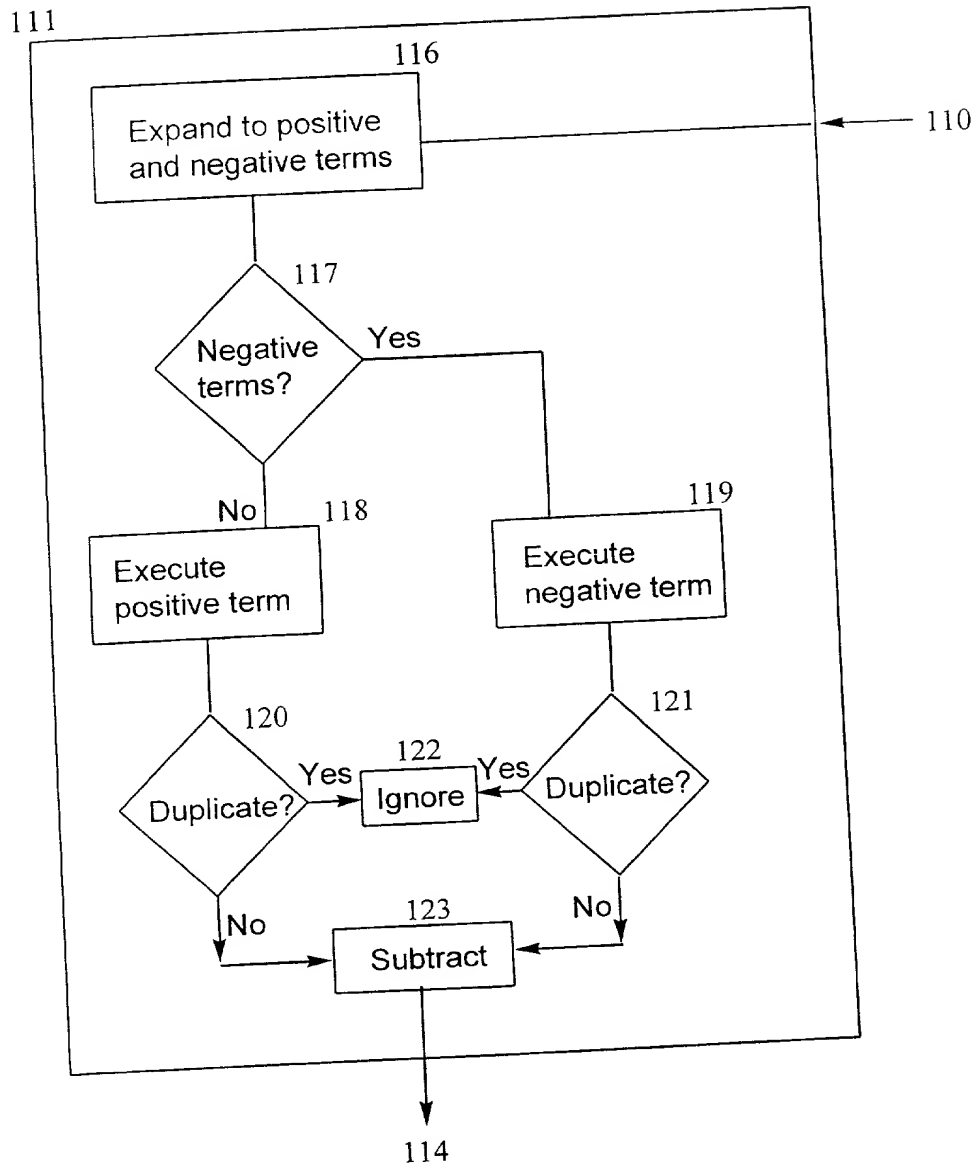 111
116
Expand to positive
and negative terms
110
117
Negative
terms?
Yes
No
118
119
Execute
positive term
Execute
negative term
120
121
Duplicate?
Yes
122
Ignore
Yes
Duplicate?
No
123
No
Subtract
114